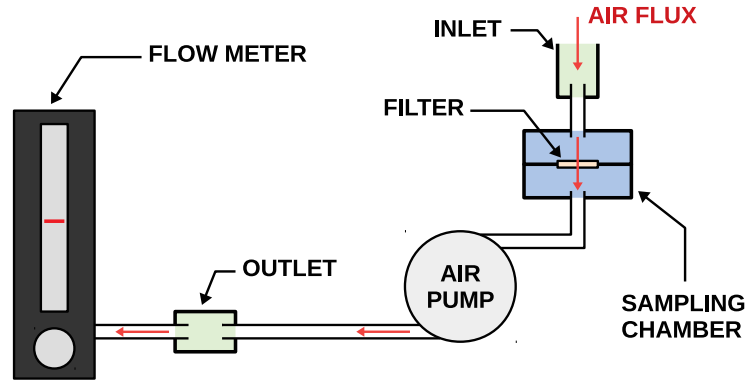 AIR FLUX
INLET
FLOW METER
FILTER
OUTLET
AIR
PUMP
SAMPLING
CHAMBER